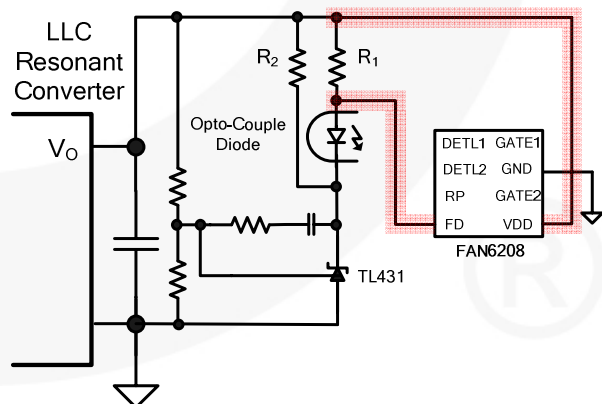 LLC
Resonant
Converter
R2
R1
Opto-Couple
Diode
VO
DETL1 GATE1
DETL2 GND
RP GATE2
FD VDD
FAN6208
TL431
®